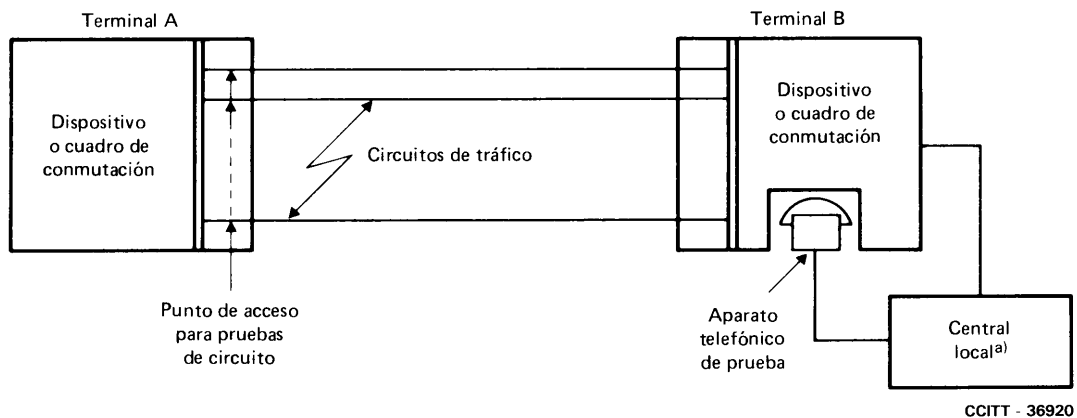 Terminal A
Terminal B
Dispositivo
o cuadro de
conmutación
Circuitos de tráfico
Dispositivo
o cuadro de
conmutación
Punto de acceso
para pruebas
de circuito
Aparato
telefónico
de prueba
Central
local a)
CCITT - 36920